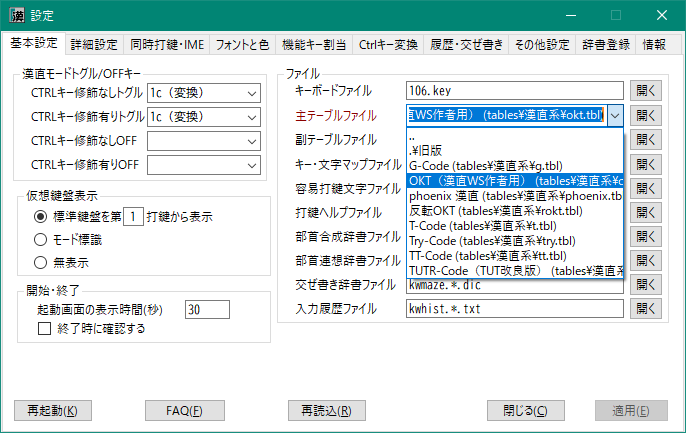 設定
基本設定 詳細設定 同時打鍵・IME フォントと色 機能キー割当 Ctrlキー変換 履歴・交ぜ書き その他設定 辞書登録 情報
漢直モードトグル/OFFキー
CTRLキー修飾なしトグル 1c（変換）
CTRLキー修飾有りトグル 1c（変換）
CTRLキー修飾なしOFF
CTRLキー修飾有りOFF
仮想鍵盤表示
標準鍵盤を第 1 打鍵から表示
モード標識
無表示
開始・終了
起動画面の表示時間(秒) 30
終了時に確認する
ファイル
キーボードファイル 106.key 開く
主テーブルファイル 直WS作者用） (tables¥漢直系¥okt.tbl) 開く
副テーブルファイル 開く
キー・文字マップファイル 開く
容易打鍵文字ファイル 開く
打鍵ヘルプファイル 開く
部首合成辞書ファイル 開く
部首連想辞書ファイル 開く
交ぜ書き辞書ファイル kwmaze.*.dic 開く
入力履歴ファイル kwhist.*.txt 開く
..
.¥旧版
G-Code (tables¥漢直系¥g.tbl)
OKT（漢直WS作者用） (tables¥漢直系¥o
phoenix 漢直 (tables¥漢直系¥phoenix.tb
反転OKT (tables¥漢直系¥rokt.tbl)
T-Code (tables¥漢直系¥t.tbl)
Try-Code (tables¥漢直系¥try.tbl)
TT-Code (tables¥漢直系¥tt.tbl)
TUTR-Code（TUT改良版） (tables¥漢直系
再起動(K) FAQ(F) 再読込(R) 閉じる(C) 適用(E)